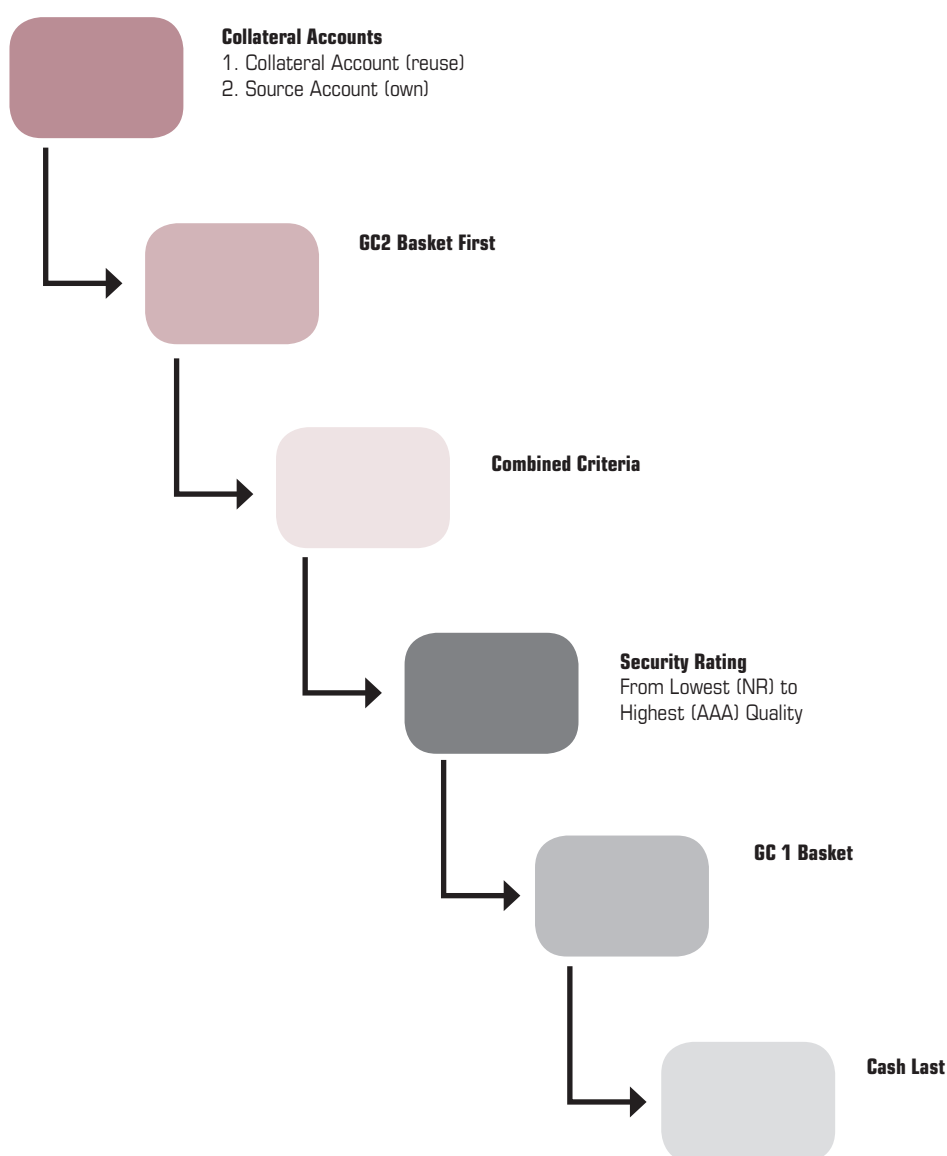 Collateral Accounts
1. Collateral Account (reuse)
2. Source Account (own)
GC2 Basket First
Combined Criteria
Security Rating
From Lowest (NR) to
Highest (AAA) Quality
GC 1 Basket
Cash Last